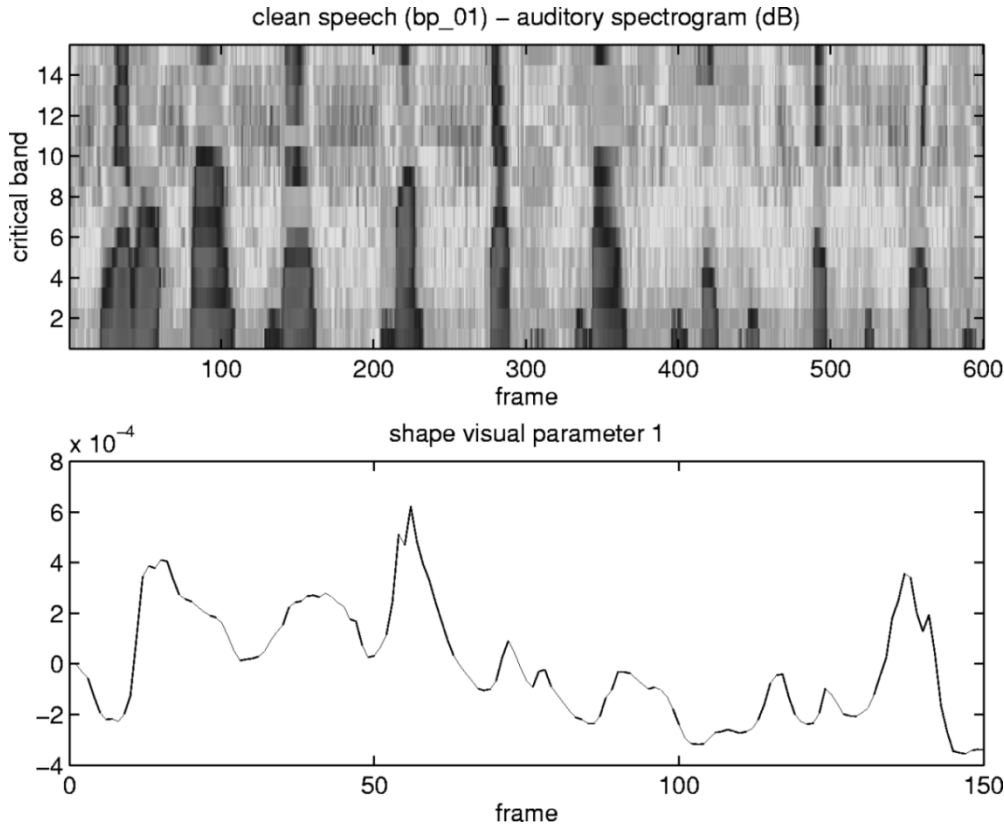 clean speech (bp_01) – auditory spectrogram (dB)
critical band
14
12
10
8
6
4
2
100 200 300 400 500 600
frame
x 10⁻⁴
shape visual parameter 1
8
6
4
2
0
−2
−4
0 50 100 150
frame